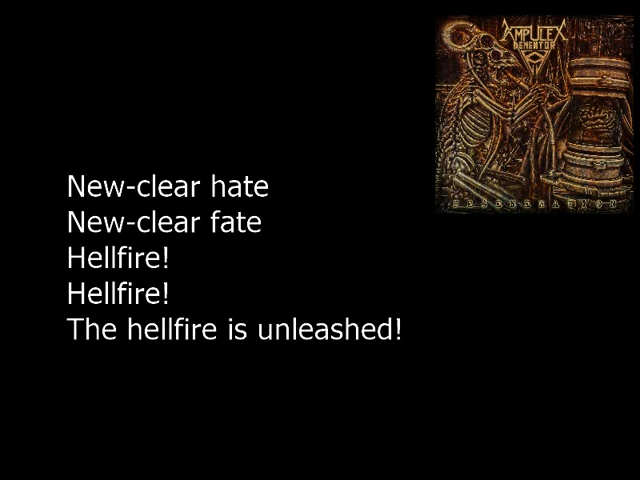 AMPULEX
DEMENTOR
New-clear hate
New-clear fate
Hellfire!
Hellfire!
The hellfire is unleashed!